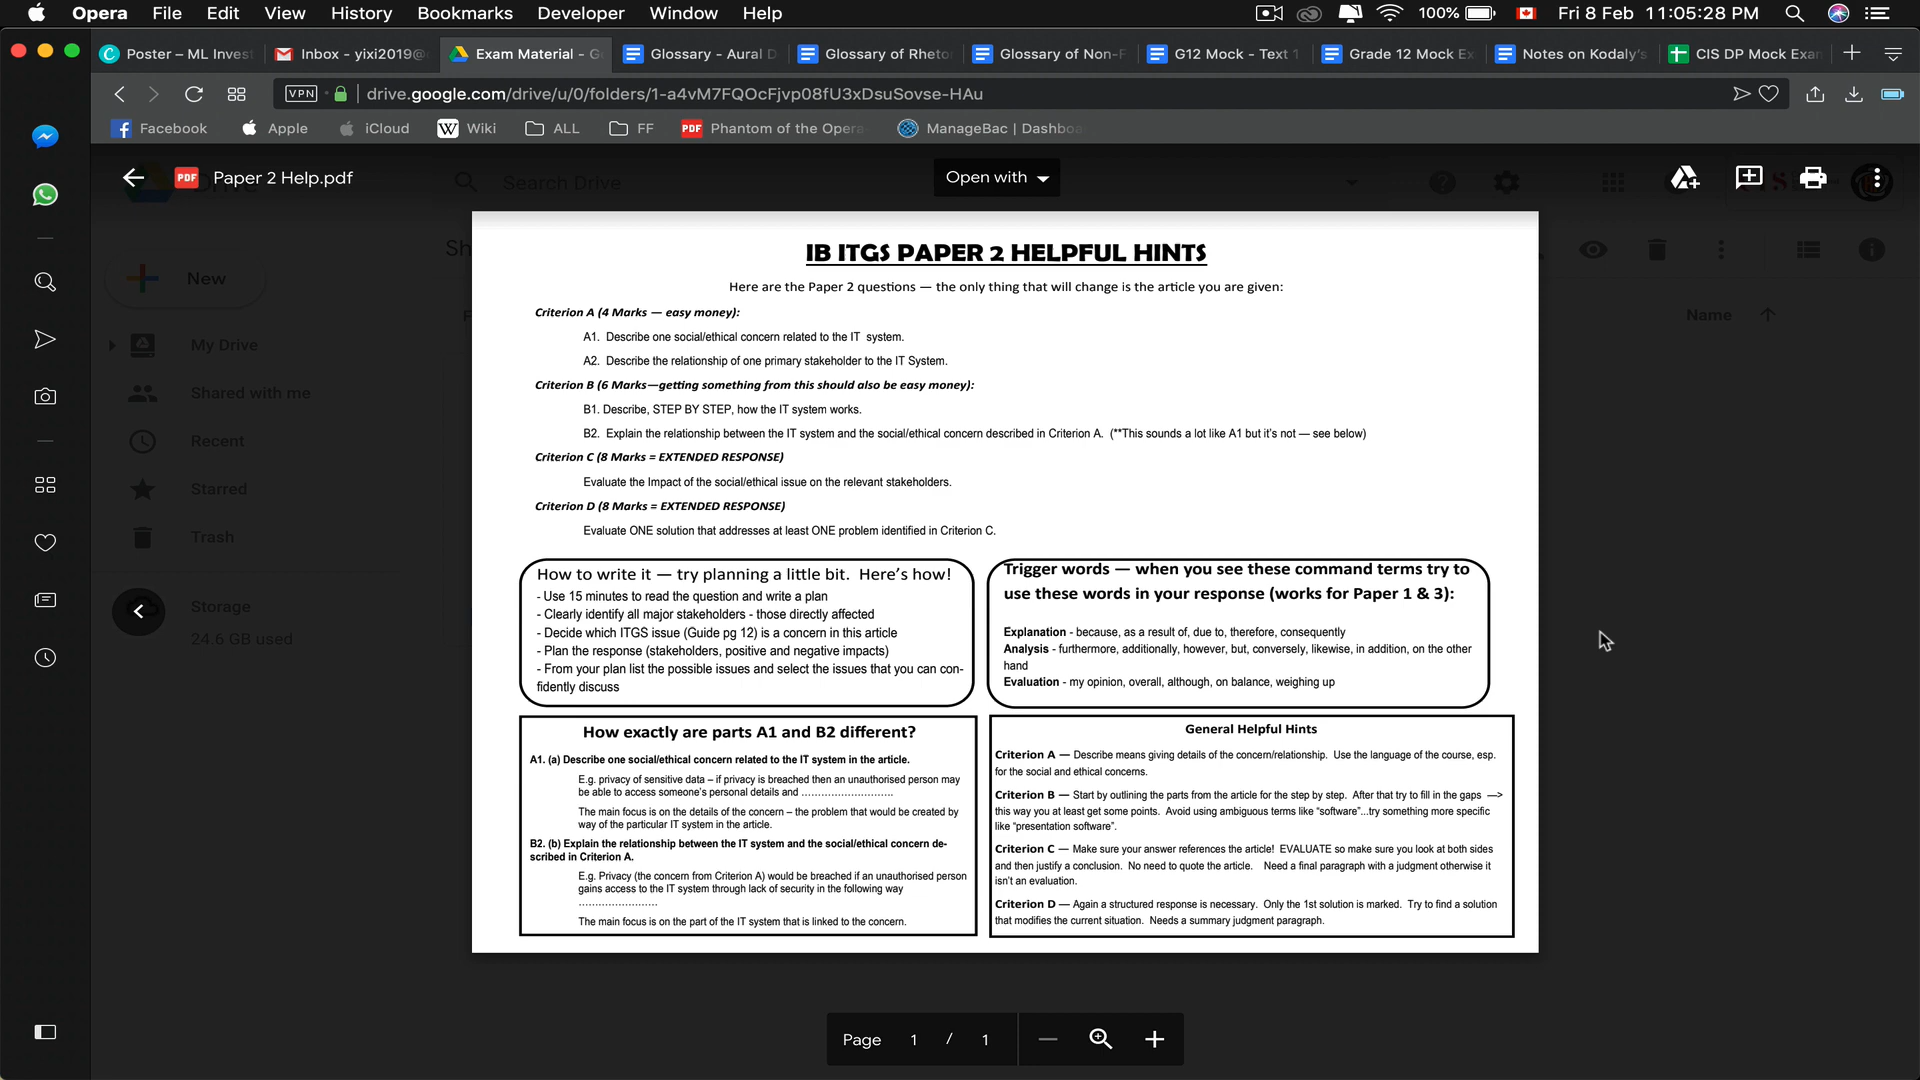 Opera File Edit View History Bookmarks Developer Window Help 100% Fri 8 Feb 11:05:28 PM
Poster – ML Invest Inbox - yixi2019@ Exam Material - G Glossary - Aural D Glossary of Rheto Glossary of Non-F G12 Mock - Text 1 Grade 12 Mock Ex Notes on Kodaly's CIS DP Mock Exam
VPN drive.google.com/drive/u/0/folders/1-a4vM7FQOcFjvp08fU3xDsuSovse-HAu
Facebook Apple iCloud W Wiki ALL FF PDF Phantom of the Opera ManageBac | Dashboa
PDF Paper 2 Help.pdf Search Drive Open with
New
My Drive
Shared with me
Recent
Starred
Trash
Storage
24.6 GB used
Name
IB ITGS PAPER 2 HELPFUL HINTS
Here are the Paper 2 questions — the only thing that will change is the article you are given:
Criterion A (4 Marks — easy money):
A1. Describe one social/ethical concern related to the IT system.
A2. Describe the relationship of one primary stakeholder to the IT System.
Criterion B (6 Marks—getting something from this should also be easy money):
B1. Describe, STEP BY STEP, how the IT system works.
B2. Explain the relationship between the IT system and the social/ethical concern described in Criterion A. (**This sounds a lot like A1 but it's not — see below)
Criterion C (8 Marks = EXTENDED RESPONSE)
Evaluate the Impact of the social/ethical issue on the relevant stakeholders.
Criterion D (8 Marks = EXTENDED RESPONSE)
Evaluate ONE solution that addresses at least ONE problem identified in Criterion C.
How to write it — try planning a little bit. Here's how!
- Use 15 minutes to read the question and write a plan
- Clearly identify all major stakeholders - those directly affected
- Decide which ITGS issue (Guide pg 12) is a concern in this article
- Plan the response (stakeholders, positive and negative impacts)
- From your plan list the possible issues and select the issues that you can con-
fidently discuss
Trigger words — when you see these command terms try to
use these words in your response (works for Paper 1 & 3):
Explanation - because, as a result of, due to, therefore, consequently
Analysis - furthermore, additionally, however, but, conversely, likewise, in addition, on the other
hand
Evaluation - my opinion, overall, although, on balance, weighing up
How exactly are parts A1 and B2 different?
A1. (a) Describe one social/ethical concern related to the IT system in the article.
E.g. privacy of sensitive data – if privacy is breached then an unauthorised person may
be able to access someone's personal details and ............................
The main focus is on the details of the concern – the problem that would be created by
way of the particular IT system in the article.
B2. (b) Explain the relationship between the IT system and the social/ethical concern de-
scribed in Criterion A.
E.g. Privacy (the concern from Criterion A) would be breached if an unauthorised person
gains access to the IT system through lack of security in the following way
........................
The main focus is on the part of the IT system that is linked to the concern.
General Helpful Hints
Criterion A — Describe means giving details of the concern/relationship. Use the language of the course, esp.
for the social and ethical concerns.
Criterion B — Start by outlining the parts from the article for the step by step. After that try to fill in the gaps —>
this way you at least get some points. Avoid using ambiguous terms like “software”...try something more specific
like “presentation software”.
Criterion C — Make sure your answer references the article! EVALUATE so make sure you look at both sides
and then justify a conclusion. No need to quote the article. Need a final paragraph with a judgment otherwise it
isn't an evaluation.
Criterion D — Again a structured response is necessary. Only the 1st solution is marked. Try to find a solution
that modifies the current situation. Needs a summary judgment paragraph.
Page 1 / 1